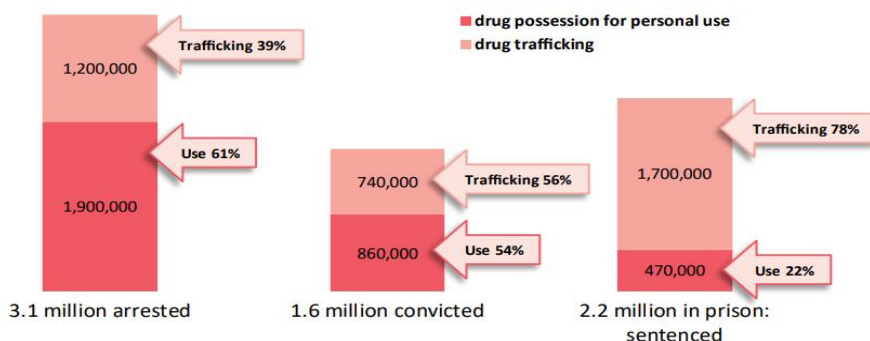 drug possession for personal use
drug trafficking
Trafficking 39%
1,200,000
Use 61%
1,900,000
3.1 million arrested
740,000
Trafficking 56%
860,000
Use 54%
1.6 million convicted
Trafficking 78%
1,700,000
470,000
Use 22%
2.2 million in prison:
sentenced